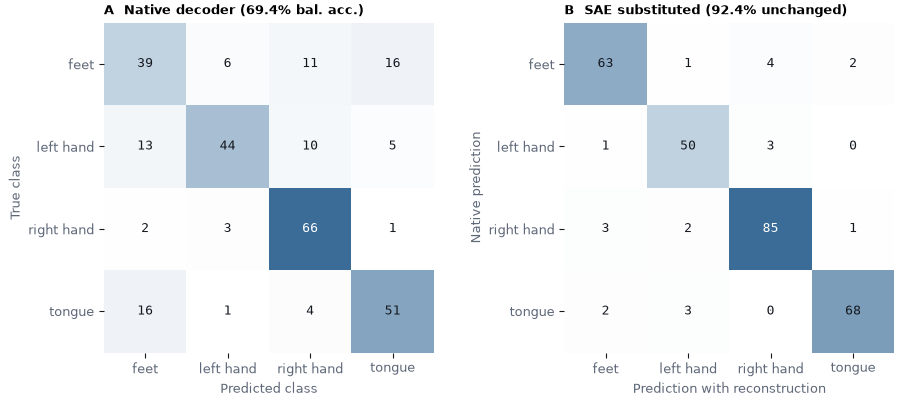 A Native decoder (69.4% bal. acc.)
True class
feet 39 6 11 16
left hand 13 44 10 5
right hand 2 3 66 1
tongue 16 1 4 51
feet left hand right hand tongue
Predicted class
B SAE substituted (92.4% unchanged)
Native prediction
feet 63 1 4 2
left hand 1 50 3 0
right hand 3 2 85 1
tongue 2 3 0 68
feet left hand right hand tongue
Prediction with reconstruction